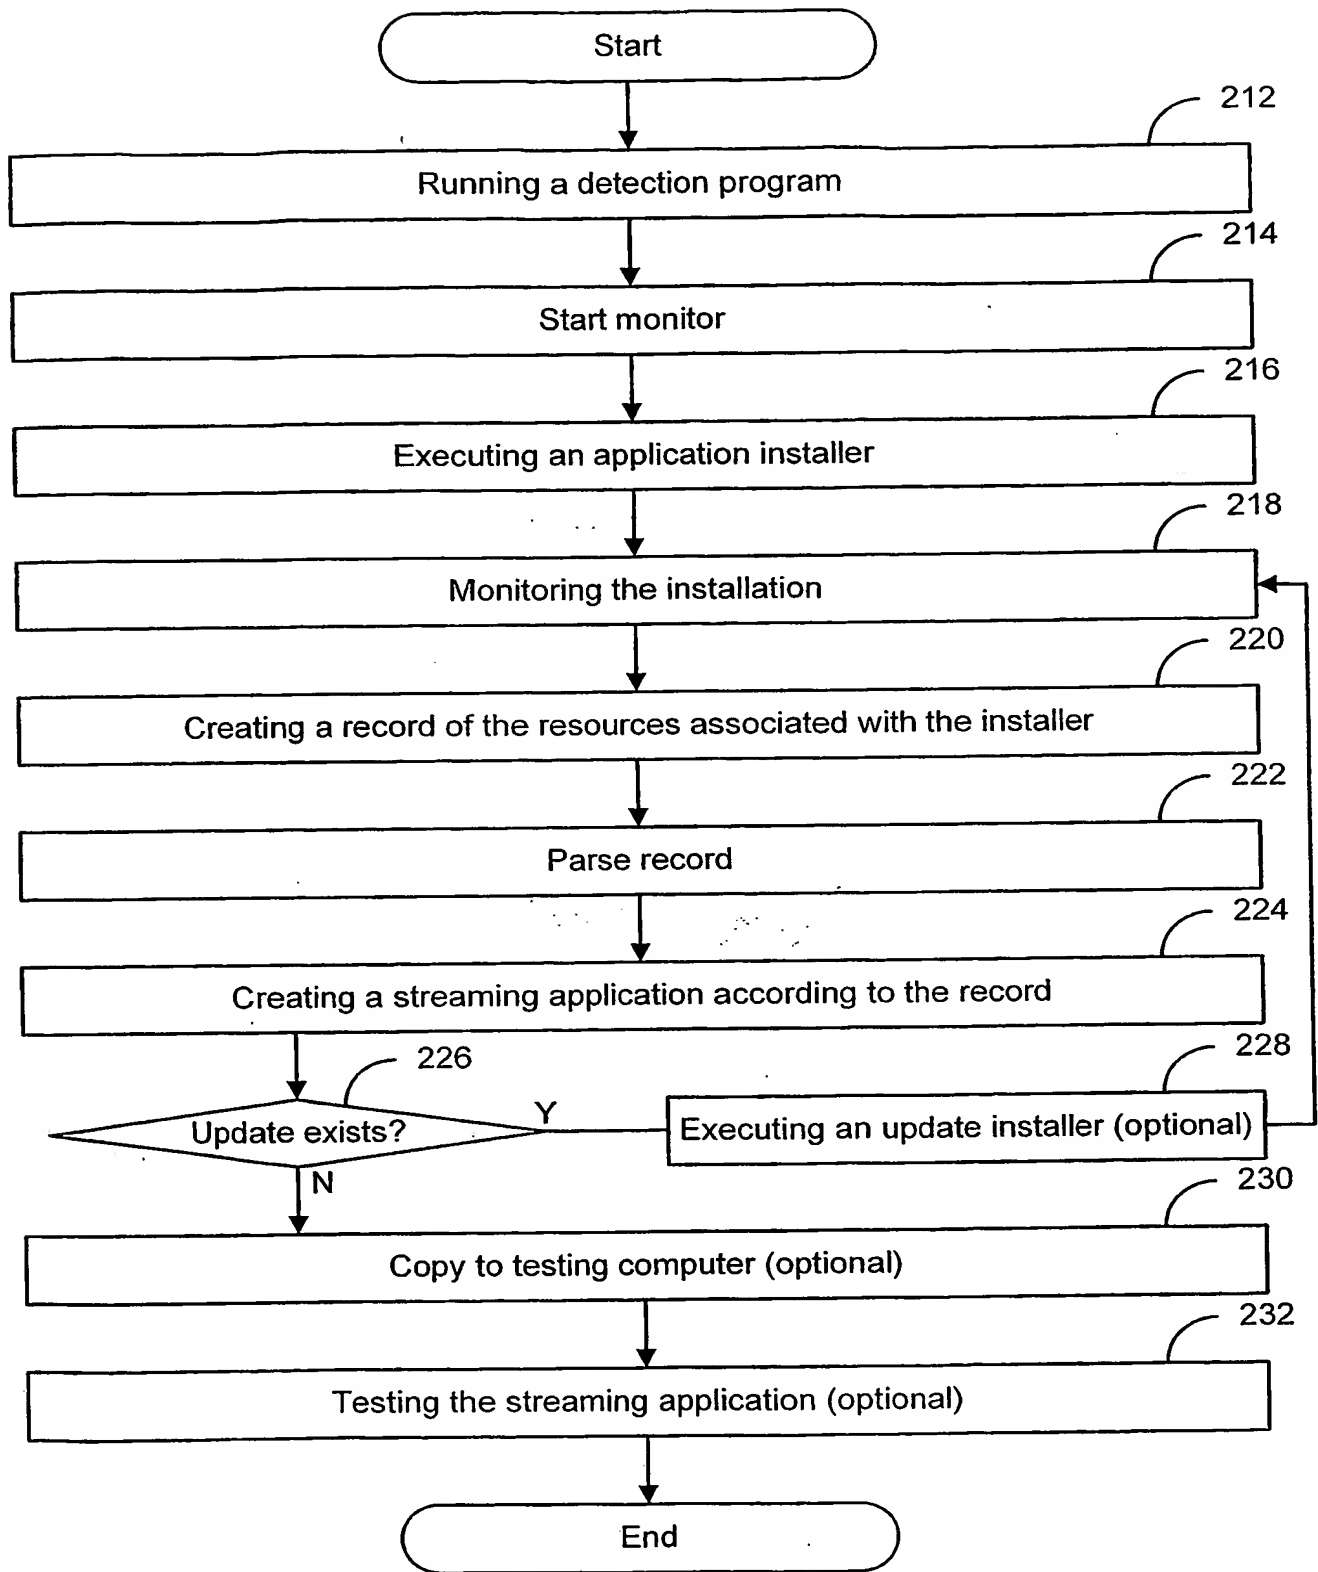 Start
212
Running a detection program
214
Start monitor
216
Executing an application installer
218
Monitoring the installation
220
Creating a record of the resources associated with the installer
222
Parse record
224
Creating a streaming application according to the record
226
228
Update exists?
Y
Executing an update installer (optional)
N
230
Copy to testing computer (optional)
232
Testing the streaming application (optional)
End